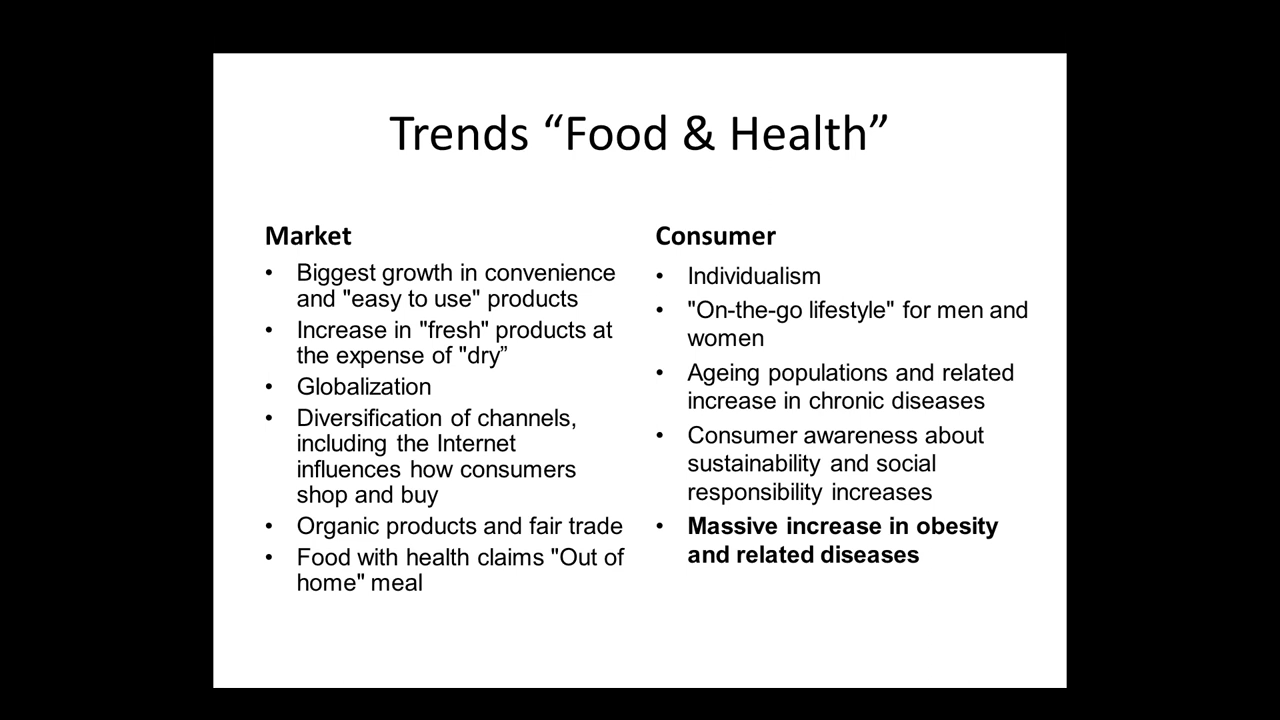 Trends “Food & Health”
Market
• Biggest growth in convenience
and "easy to use" products
• Increase in "fresh" products at
the expense of "dry”
• Globalization
• Diversification of channels,
including the Internet
influences how consumers
shop and buy
• Organic products and fair trade
• Food with health claims "Out of
home" meal
Consumer
• Individualism
• "On-the-go lifestyle" for men and
women
• Ageing populations and related
increase in chronic diseases
• Consumer awareness about
sustainability and social
responsibility increases
• Massive increase in obesity
and related diseases